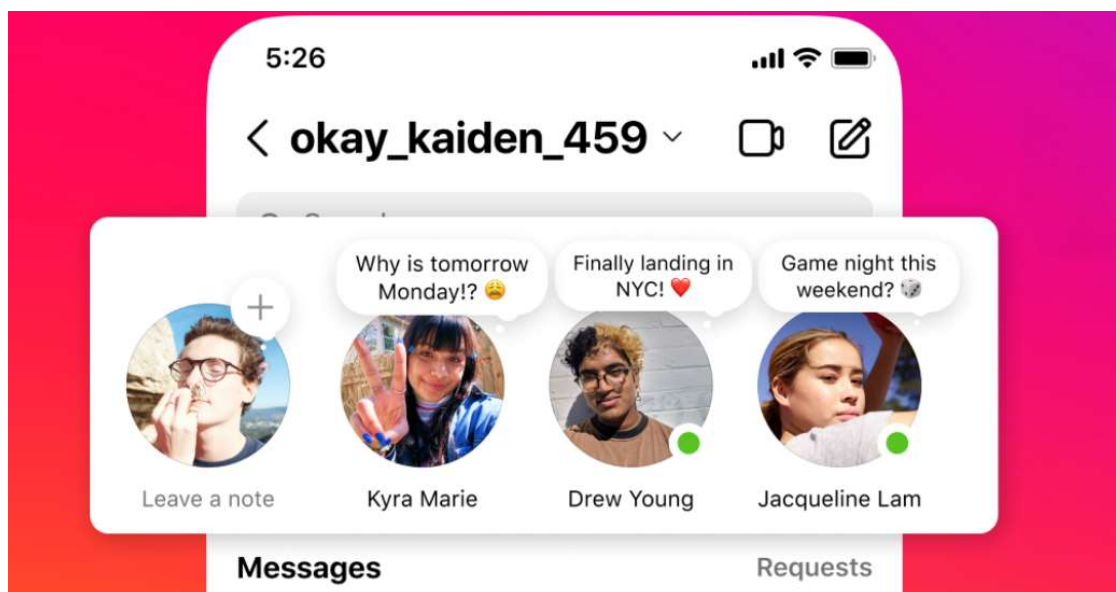 5:26
okay_kaiden_459
Why is tomorrow
Monday!? 😩
Finally landing in
NYC! ❤️
Game night this
weekend? 🎲
Leave a note
Kyra Marie
Drew Young
Jacqueline Lam
Messages
Requests